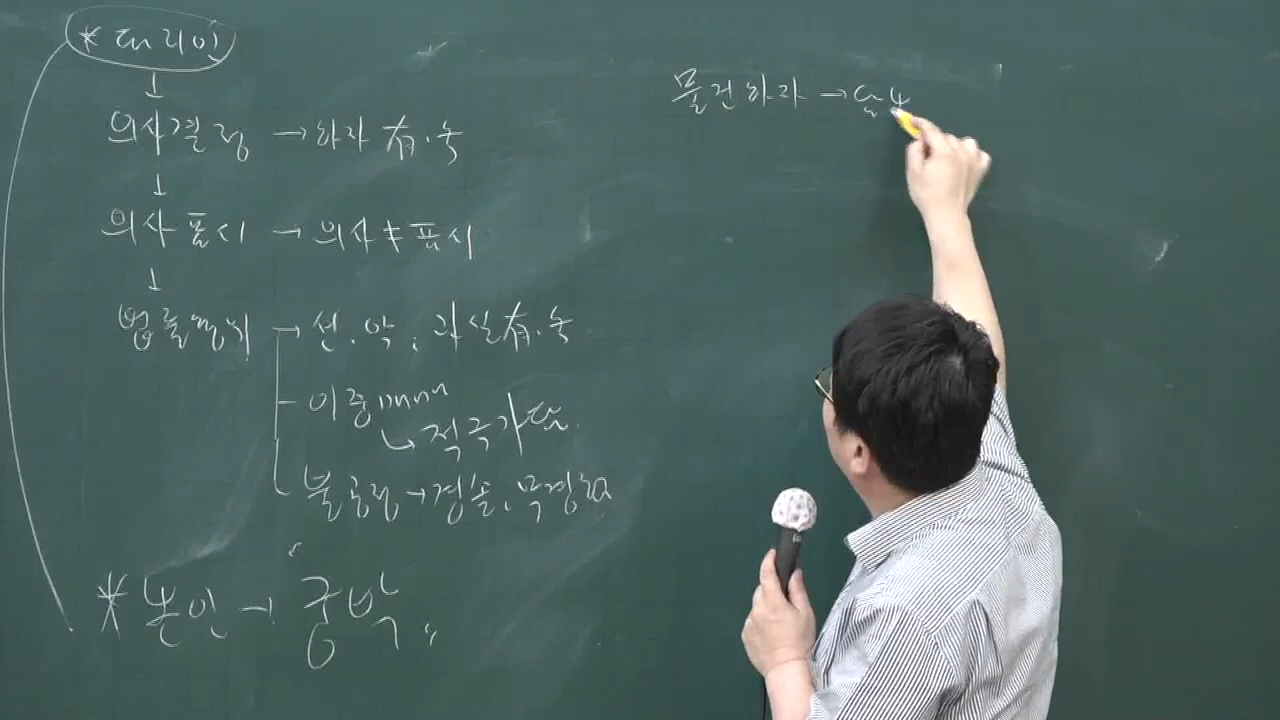 * 대리인
↓
의사결정 → 하자 有·무
↓
의사표시 → 의사≠표시
↓
법률행위 → 선·악, 과실有·무
이중매매
↳ 적극가담
불공정 → 경솔, 무경험
* 본인 → 궁박
물건하자 →